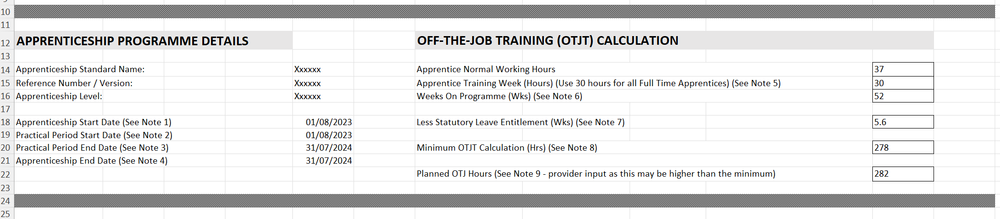 9
10
11
12 APPRENTICESHIP PROGRAMME DETAILS OFF-THE-JOB TRAINING (OTJT) CALCULATION
13
14 Apprenticeship Standard Name: Xxxxxx Apprentice Normal Working Hours 37
15 Reference Number / Version: Xxxxxx Apprentice Training Week (Hours) (Use 30 hours for all Full Time Apprentices) (See Note 5) 30
16 Apprenticeship Level: Xxxxxx Weeks On Programme (Wks) (See Note 6) 52
17
18 Apprenticeship Start Date (See Note 1) 01/08/2023 Less Statutory Leave Entitlement (Wks) (See Note 7) 5.6
19 Practical Period Start Date (See Note 2) 01/08/2023
20 Practical Period End Date (See Note 3) 31/07/2024 Minimum OTJT Calculation (Hrs) (See Note 8) 278
21 Apprenticeship End Date (See Note 4) 31/07/2024
22 Planned OTJ Hours (See Note 9 - provider input as this may be higher than the minimum) 282
23
24
25